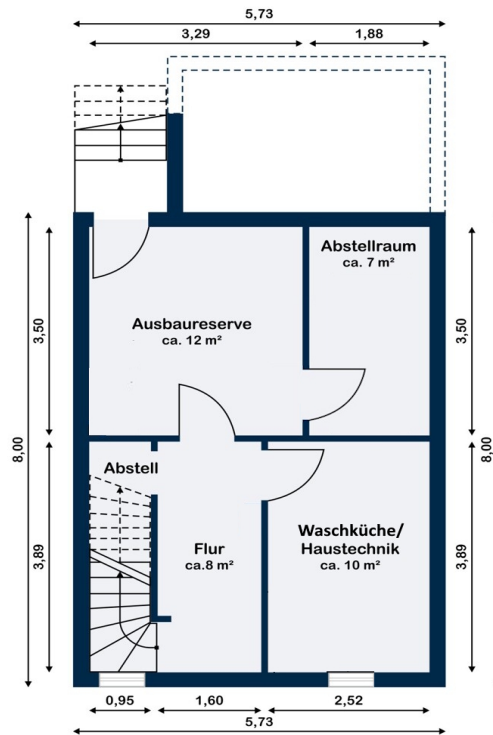 5,73
3,29
1,88
Abstellraum
ca. 7 m²
3,50
3,50
Ausbaureserve
ca. 12 m²
8,00
8,00
Abstell
Waschküche/
Flur
Haustechnik
ca.8 m²
ca. 10 m²
3,89
3,89
0,95
1,60
2,52
5,73